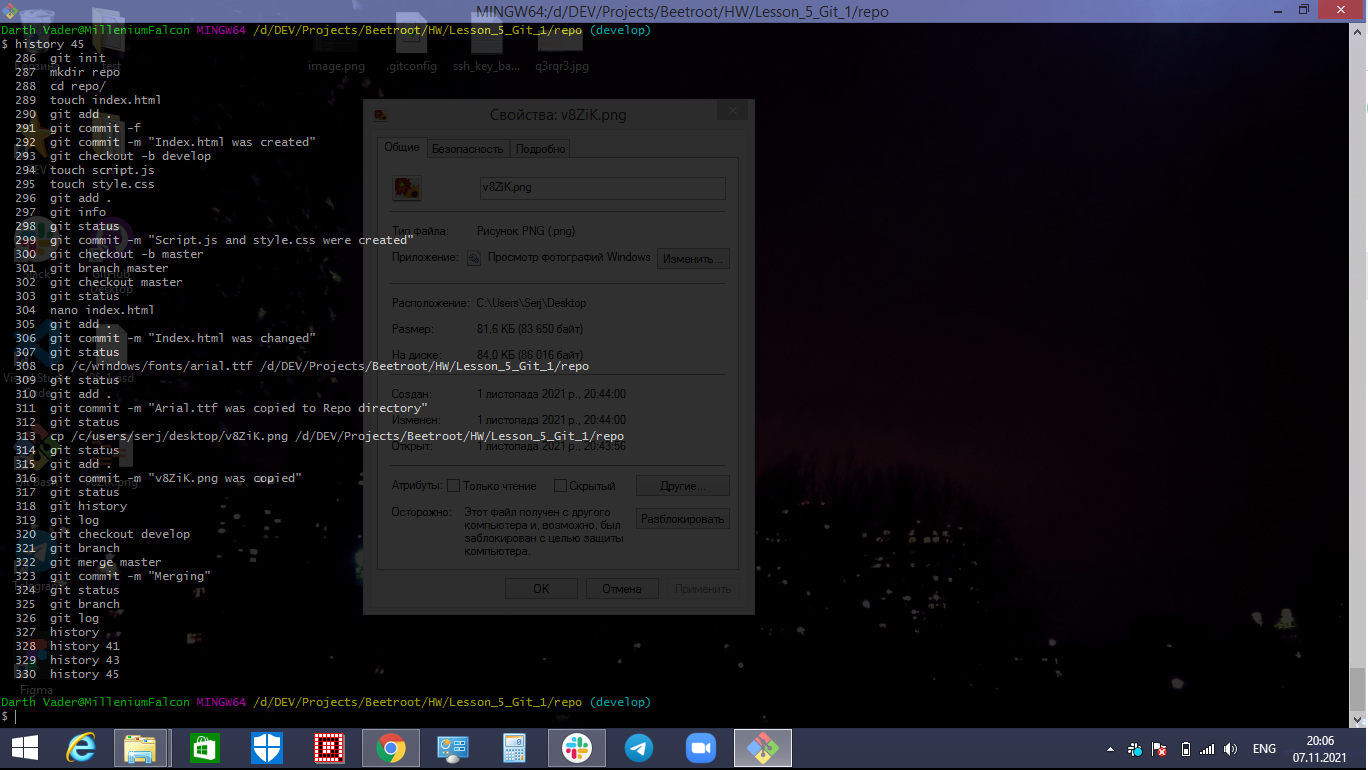 MINGW64:/d/DEV/Projects/Beetroot/HW/Lesson_5_Git_1/repo
Darth Vader@MilleniumFalcon MINGW64 /d/DEV/Projects/Beetroot/HW/Lesson_5_Git_1/repo (develop)
$ history 45
286 git init
287 mkdir repo
288 cd repo/
289 touch index.html
290 git add .
291 git commit -f
292 git commit -m "Index.html was created"
293 git checkout -b develop
294 touch script.js
295 touch style.css
296 git add .
297 git info
298 git status
299 git commit -m "Script.js and style.css were created"
300 git checkout -b master
301 git branch master
302 git checkout master
303 git status
304 nano index.html
305 git add .
306 git commit -m "Index.html was changed"
307 git status
308 cp /c/windows/fonts/arial.ttf /d/DEV/Projects/Beetroot/HW/Lesson_5_Git_1/repo
309 git status
310 git add .
311 git commit -m "Arial.ttf was copied to Repo directory"
312 git status
313 cp /c/users/serj/desktop/v8ZiK.png /d/DEV/Projects/Beetroot/HW/Lesson_5_Git_1/repo
314 git status
315 git add .
316 git commit -m "v8ZiK.png was copied"
317 git status
318 git history
319 git log
320 git checkout develop
321 git branch
322 git merge master
323 git commit -m "Merging"
324 git status
325 git branch
326 git log
327 history
328 history 41
329 history 43
330 history 45
Darth Vader@MilleniumFalcon MINGW64 /d/DEV/Projects/Beetroot/HW/Lesson_5_Git_1/repo (develop)
$
image.png
.gitconfig
ssh_key_ba...
q3rqr3.jpg
test
Desktop
Figma
Свойства: v8ZiK.png
Общие
Безопасность
Подробно
v8ZiK.png
Тип файла: Рисунок PNG (.png)
Приложение: Просмотр фотографий Windows Изменить...
Расположение: C:\Users\Serj\Desktop
Размер: 81,6 КБ (83 650 байт)
На диске: 84,0 КБ (86 016 байт)
Создан: 1 листопада 2021 р., 20:44:00
Изменен: 1 листопада 2021 р., 20:44:00
Открыт: 1 листопада 2021 р., 20:43:56
Атрибуты: Только чтение Скрытый Другие...
Осторожно: Этот файл получен с другого
компьютера и, возможно, был
заблокирован с целью защиты
компьютера.
Разблокировать
OK Отмена Применить
ENG
20:06
07.11.2021